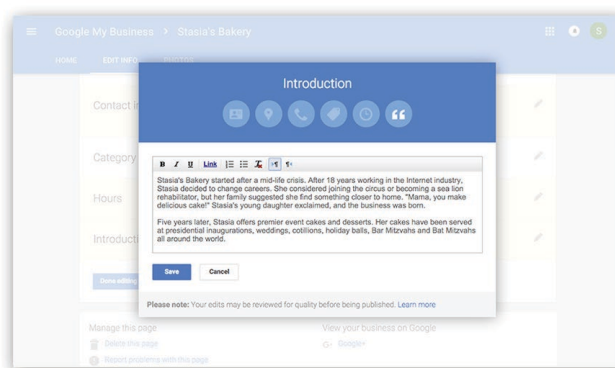 Google My Business > Stasia's Bakery
S
HOME EDIT INFO PHOTOS
Introduction
Contact in
Category
Hours
Introducti
B I U Link
Stasia's Bakery started after a mid-life crisis. After 18 years working in the Internet industry,
Stasia decided to change careers. She considered joining the circus or becoming a sea lion
rehabilitator, but her family suggested she find something closer to home. "Mama, you make
delicious cake!" Stasia's young daughter exclaimed, and the business was born.
Five years later, Stasia offers premier event cakes and desserts. Her cakes have been served
at presidential inaugurations, weddings, cotillions, holiday balls, Bar Mitzvahs and Bat Mitzvahs
all around the world.
Save Cancel
Done editing
Please note: Your edits may be reviewed for quality before being published. Learn more
Manage this page View your business on Google
Delete this page G+ Google+
Report problems with this page